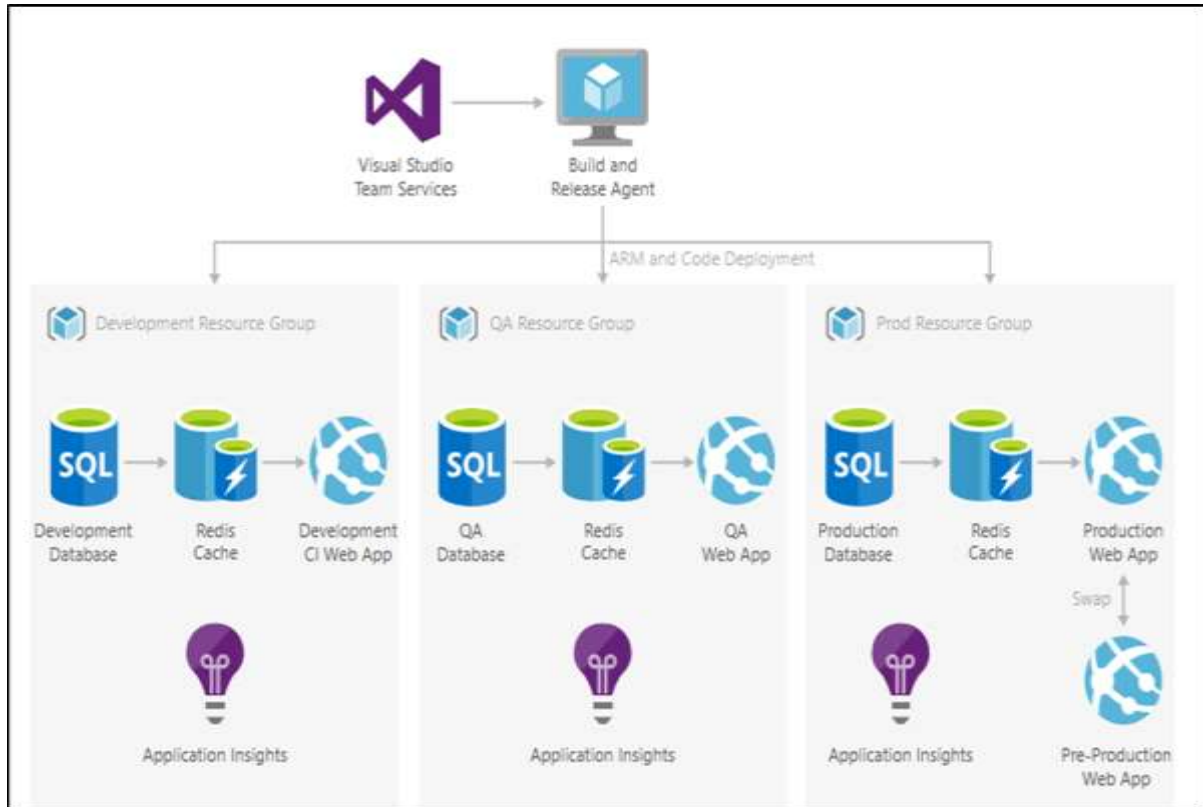 Visual Studio
Team Services
Build and
Release Agent
ARM and Code Deployment
Development Resource Group
QA Resource Group
Prod Resource Group
SQL
SQL
SQL
Development
Database
Redis
Cache
Development
CI Web App
QA
Database
Redis
Cache
QA
Web App
Production
Database
Redis
Cache
Production
Web App
Swap
Application Insights
Application Insights
Application Insights
Pre-Production
Web App